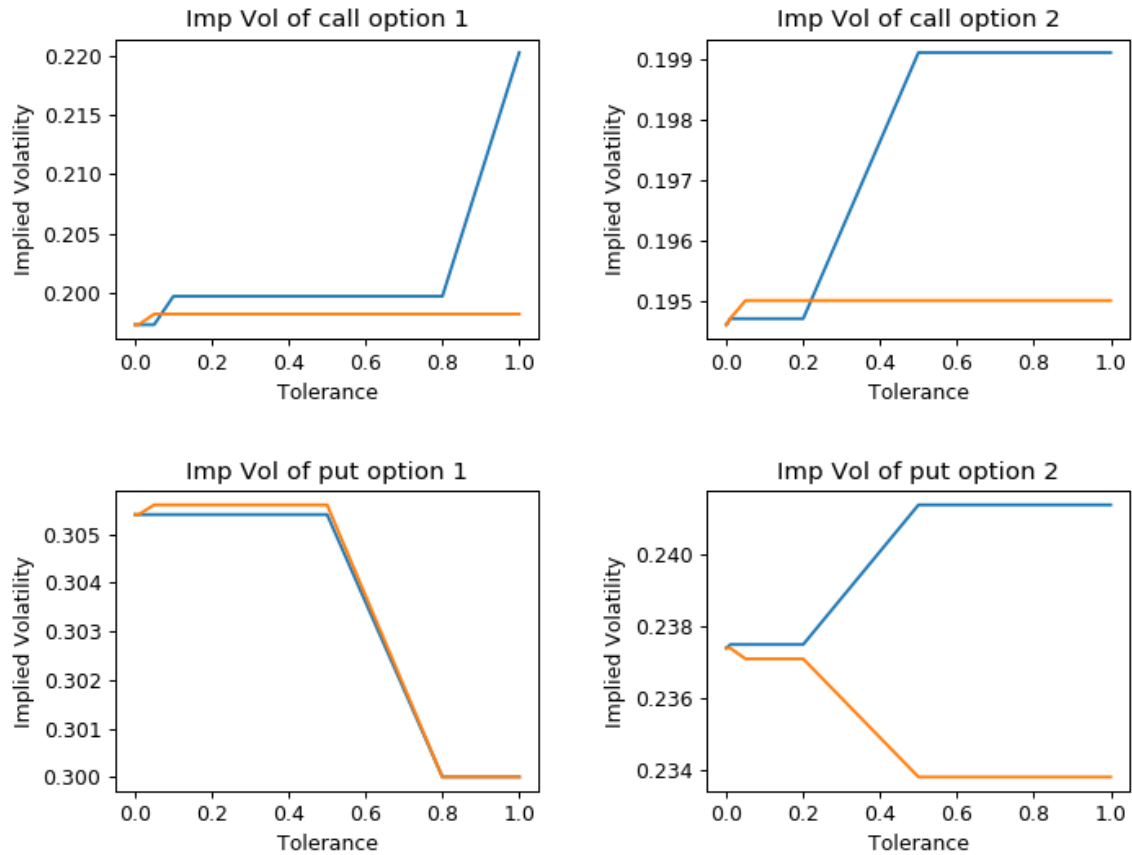 Imp Vol of call option 1
0.220
0.215
0.210
0.205
0.200
Implied Volatility
0.0 0.2 0.4 0.6 0.8 1.0
Tolerance
Imp Vol of call option 2
0.199
0.198
0.197
0.196
0.195
Implied Volatility
0.0 0.2 0.4 0.6 0.8 1.0
Tolerance
Imp Vol of put option 1
0.305
0.304
0.303
0.302
0.301
0.300
Implied Volatility
0.0 0.2 0.4 0.6 0.8 1.0
Tolerance
Imp Vol of put option 2
0.240
0.238
0.236
0.234
Implied Volatility
0.0 0.2 0.4 0.6 0.8 1.0
Tolerance